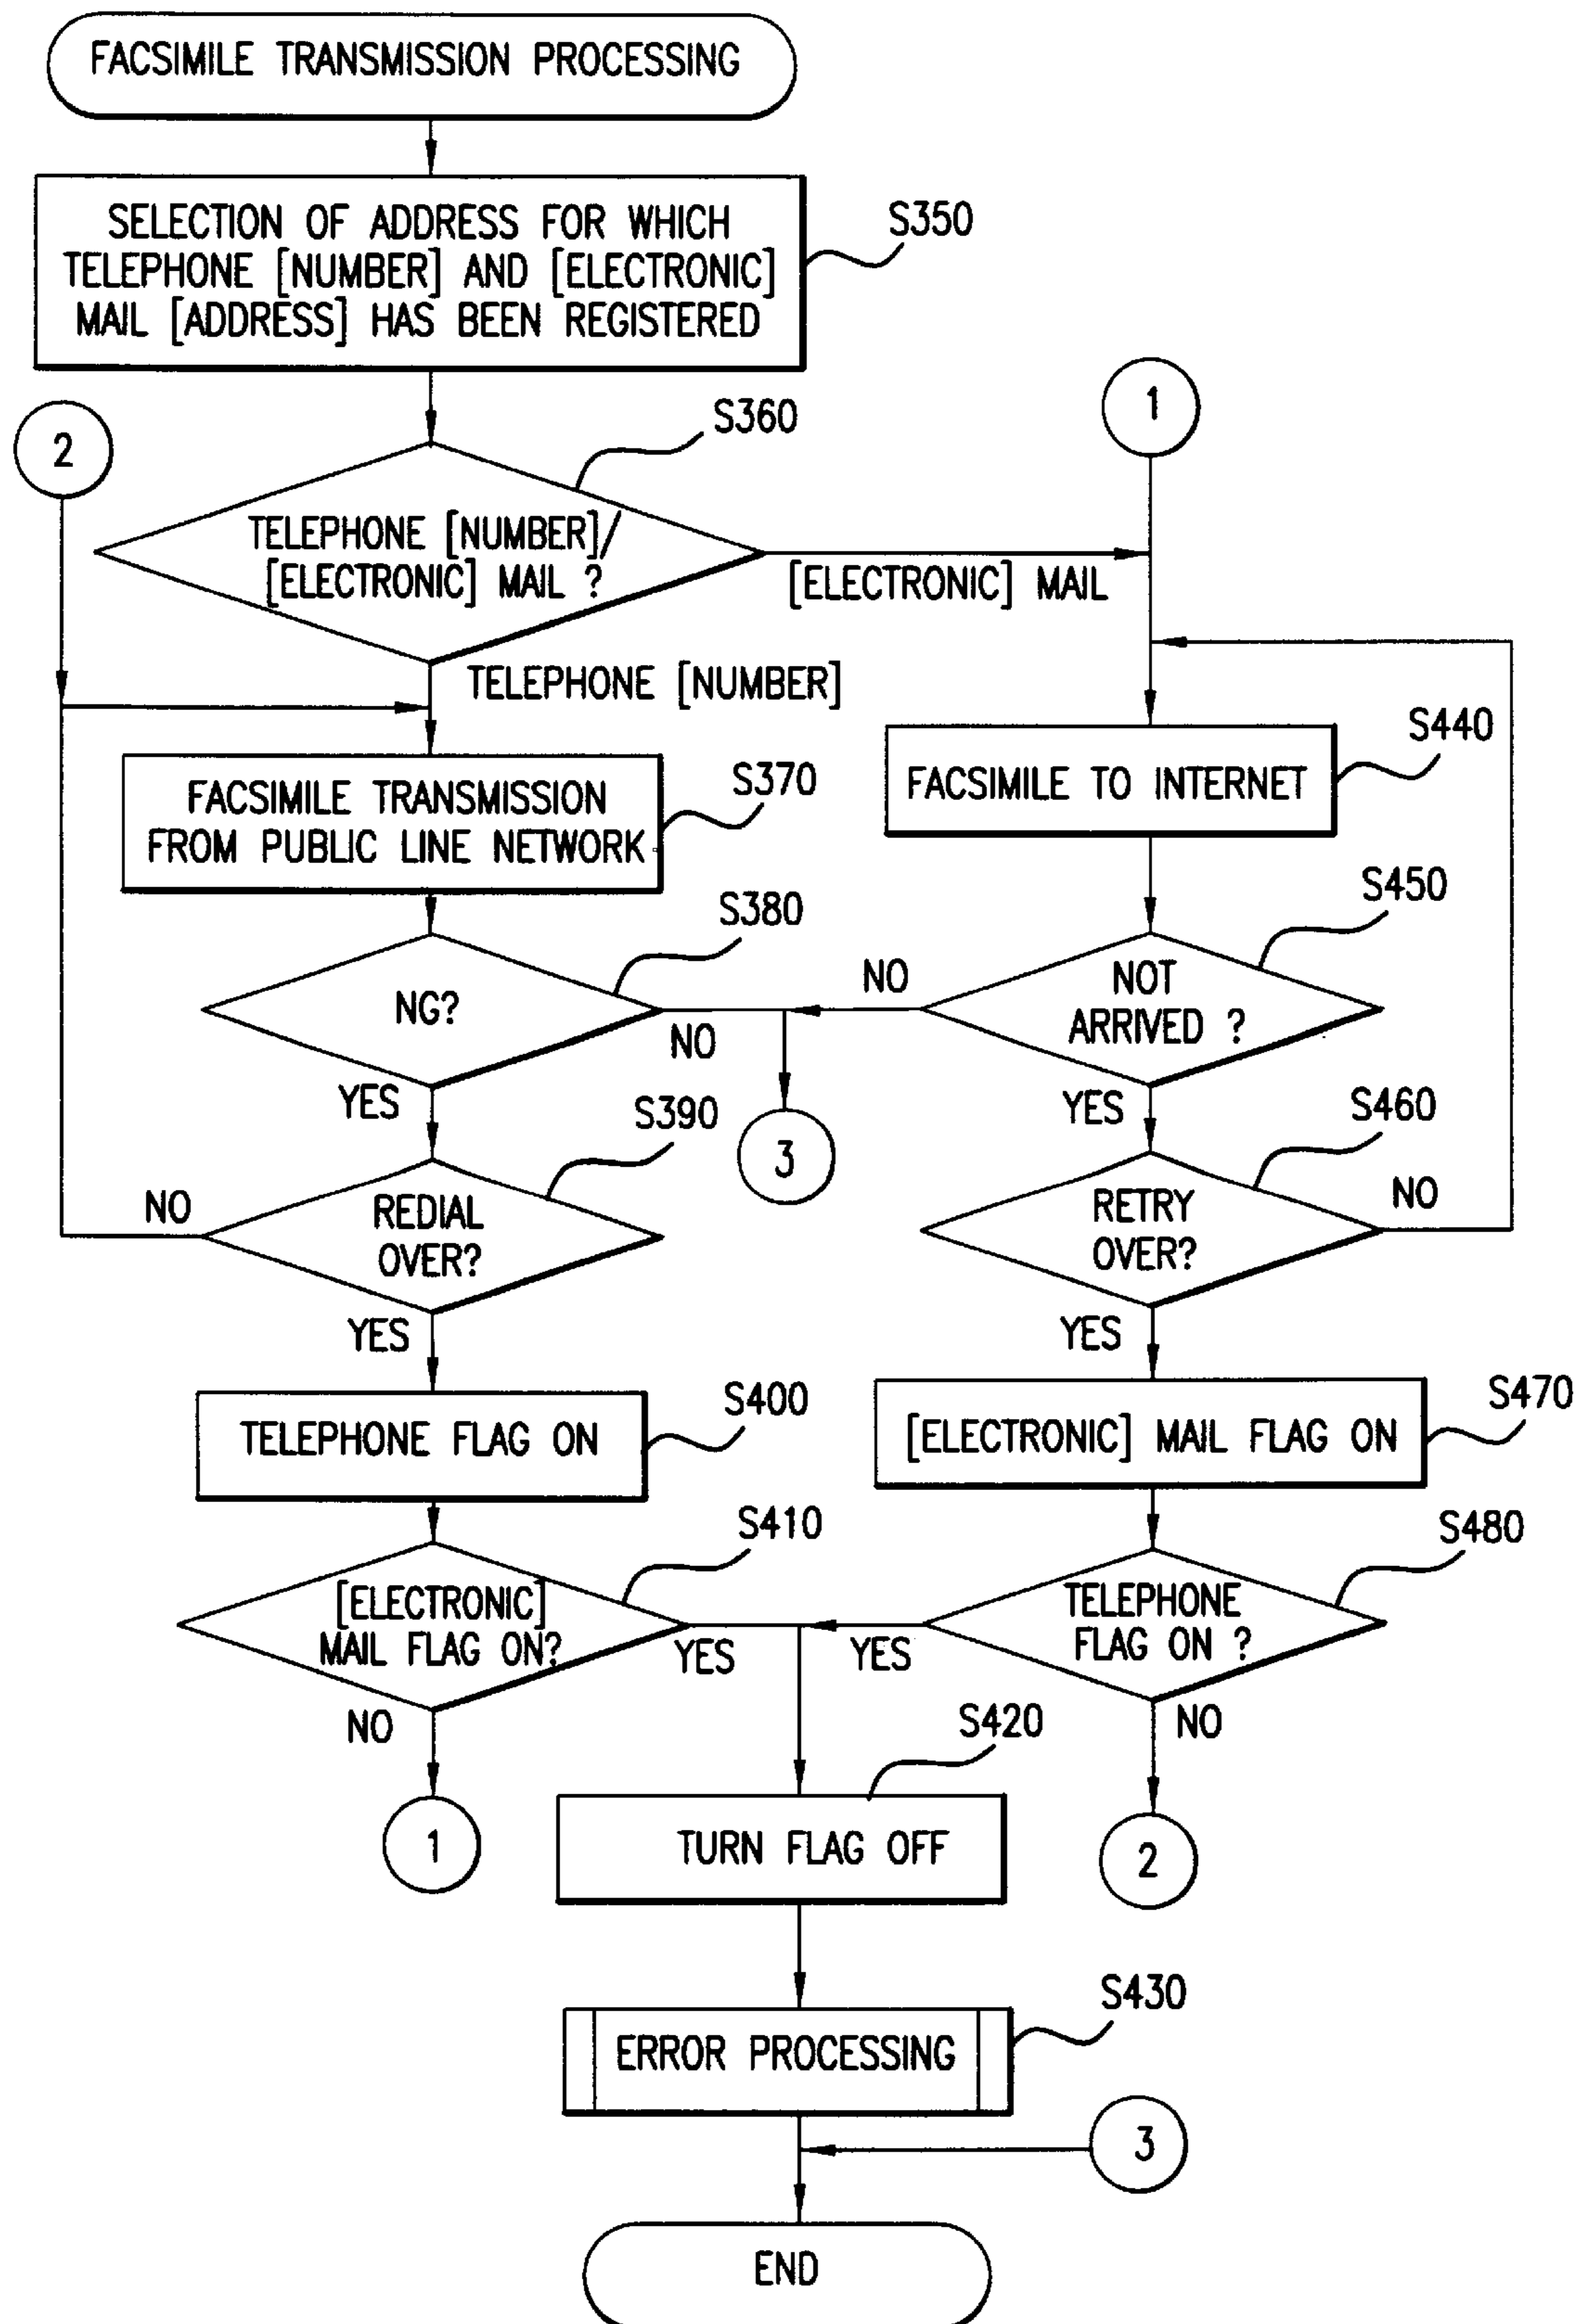 FACSIMILE TRANSMISSION PROCESSING
SELECTION OF ADDRESS FOR WHICH
TELEPHONE [NUMBER] AND [ELECTRONIC]
MAIL [ADDRESS] HAS BEEN REGISTERED
S350
1
2
S360
TELEPHONE [NUMBER]/
[ELECTRONIC] MAIL ?
[ELECTRONIC] MAIL
TELEPHONE [NUMBER]
FACSIMILE TRANSMISSION
FROM PUBLIC LINE NETWORK
S370
FACSIMILE TO INTERNET
S440
S380
NG?
NO
NO
S450
NOT
ARRIVED ?
YES
YES
3
S390
REDIAL
OVER?
NO
S460
RETRY
OVER?
NO
YES
YES
TELEPHONE FLAG ON
S400
[ELECTRONIC] MAIL FLAG ON
S470
S410
[ELECTRONIC]
MAIL FLAG ON?
YES
YES
S480
TELEPHONE
FLAG ON ?
NO
NO
1
S420
TURN FLAG OFF
2
S430
ERROR PROCESSING
3
END